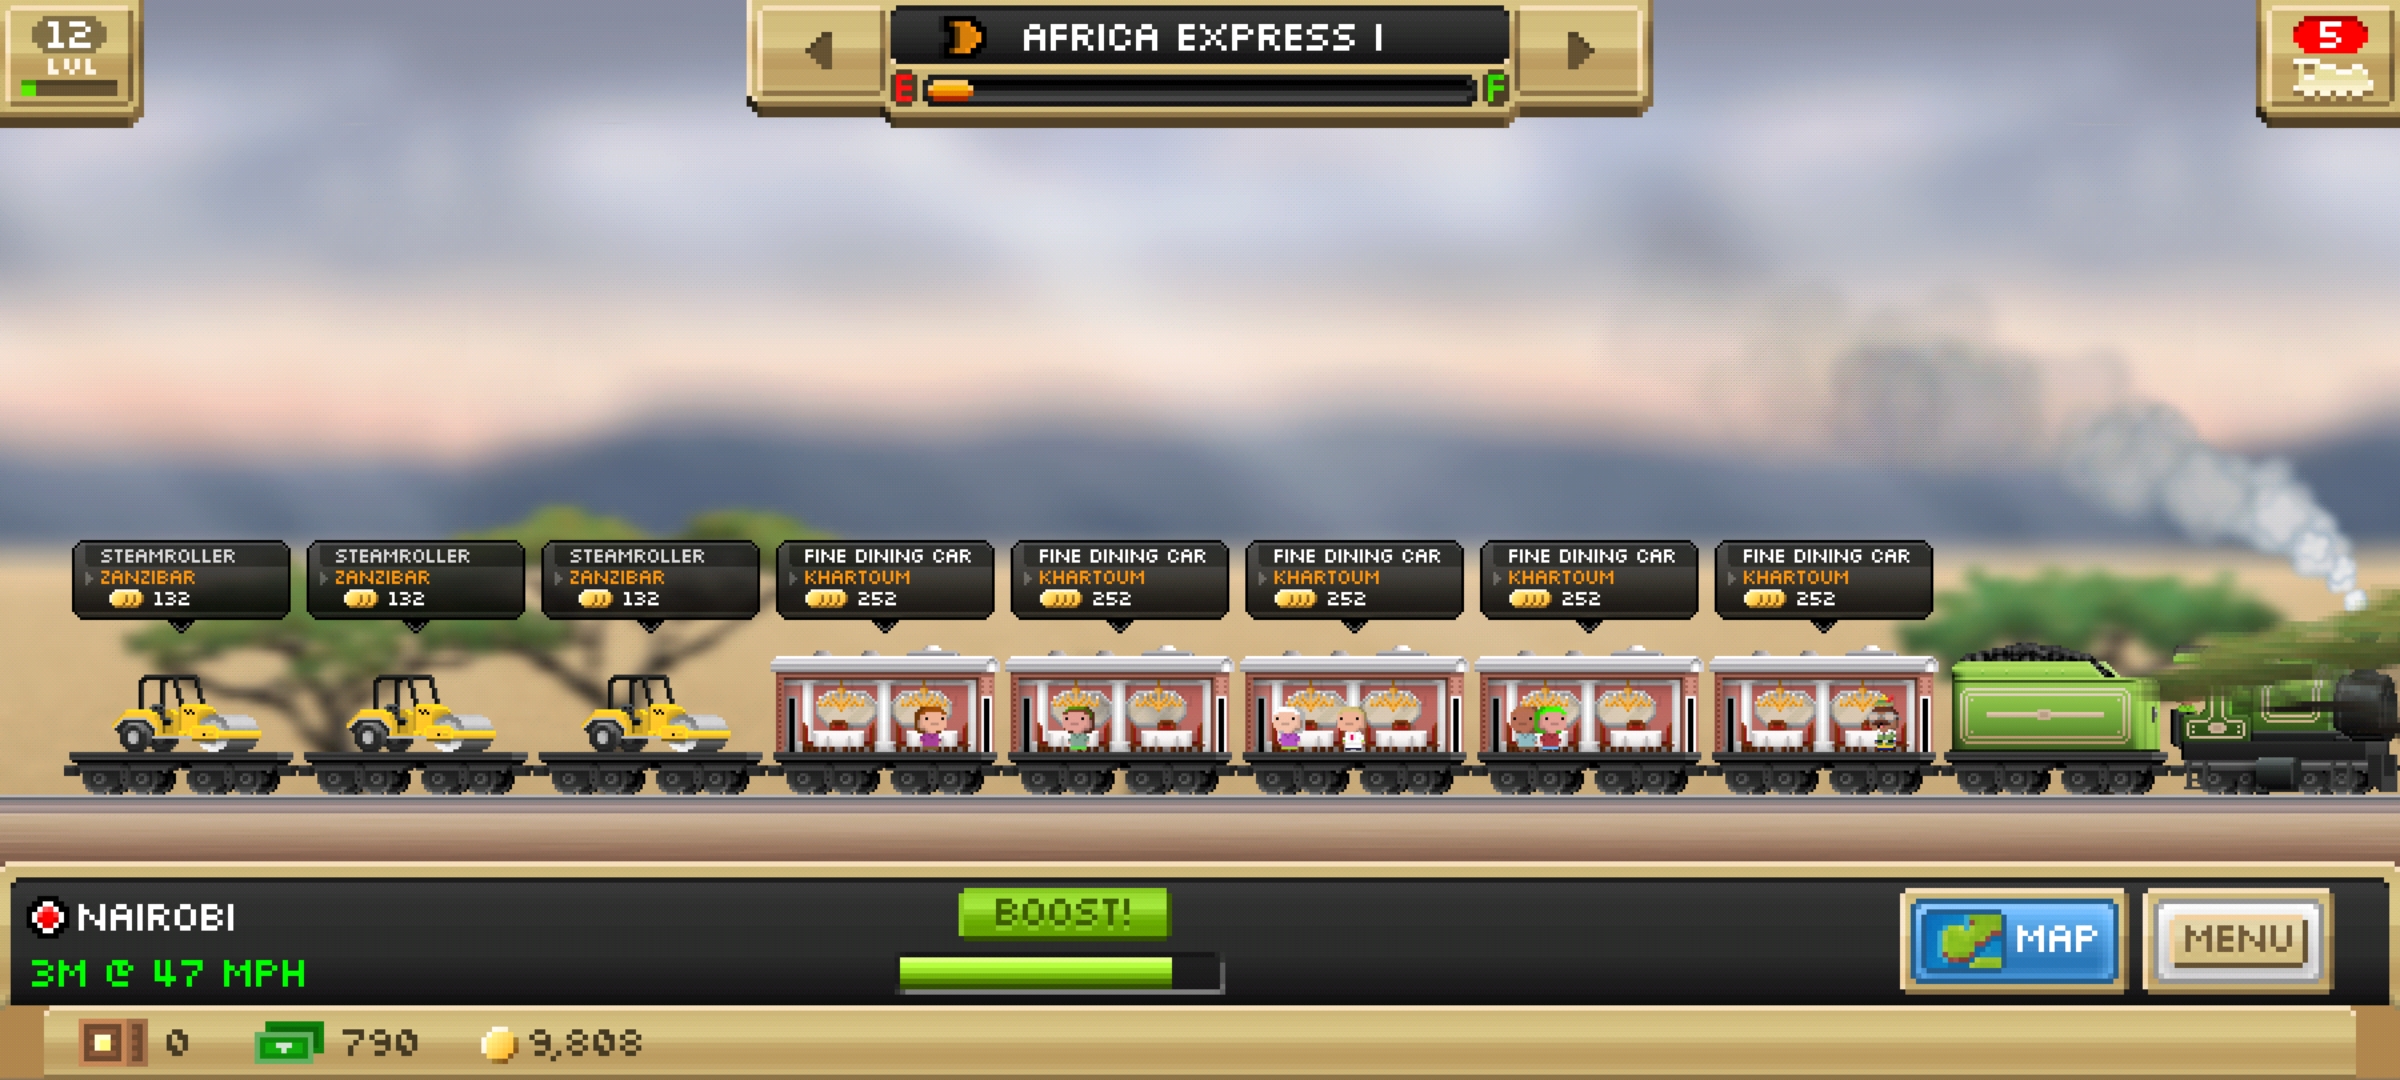 12
LVL
AFRICA EXPRESS I
E
F
5
STEAMROLLER
ZANZIBAR
132
STEAMROLLER
ZANZIBAR
132
STEAMROLLER
ZANZIBAR
132
FINE DINING CAR
KHARTOUM
252
FINE DINING CAR
KHARTOUM
252
FINE DINING CAR
KHARTOUM
252
FINE DINING CAR
KHARTOUM
252
FINE DINING CAR
KHARTOUM
252
NAIROBI
3M @ 47 MPH
BOOST!
MAP
MENU
0
790
9,808